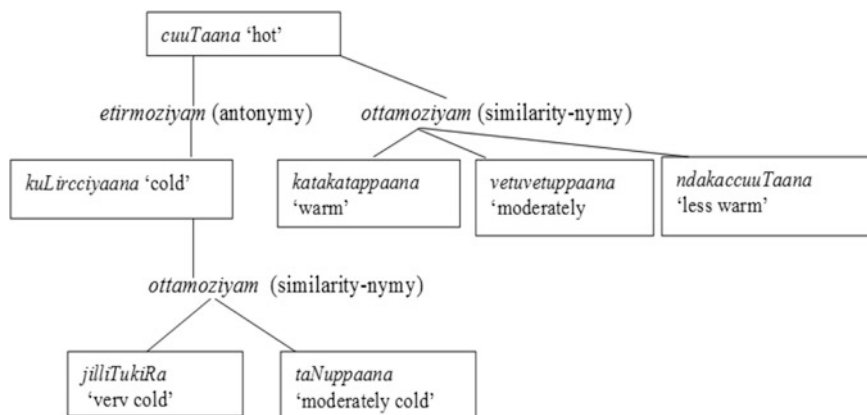 cuuTaana ‘hot’
etirmoziyam (antonymy)
ottamoziyam (similarity-nymy)
kuLircciyaana ‘cold’
katakatappaana
‘warm’
vetuvetuppaana
‘moderately
ndakaccuuTaana
‘less warm’
ottamoziyam (similarity-nymy)
jilliTukiRa
‘very cold’
taNuppaana
‘moderately cold’